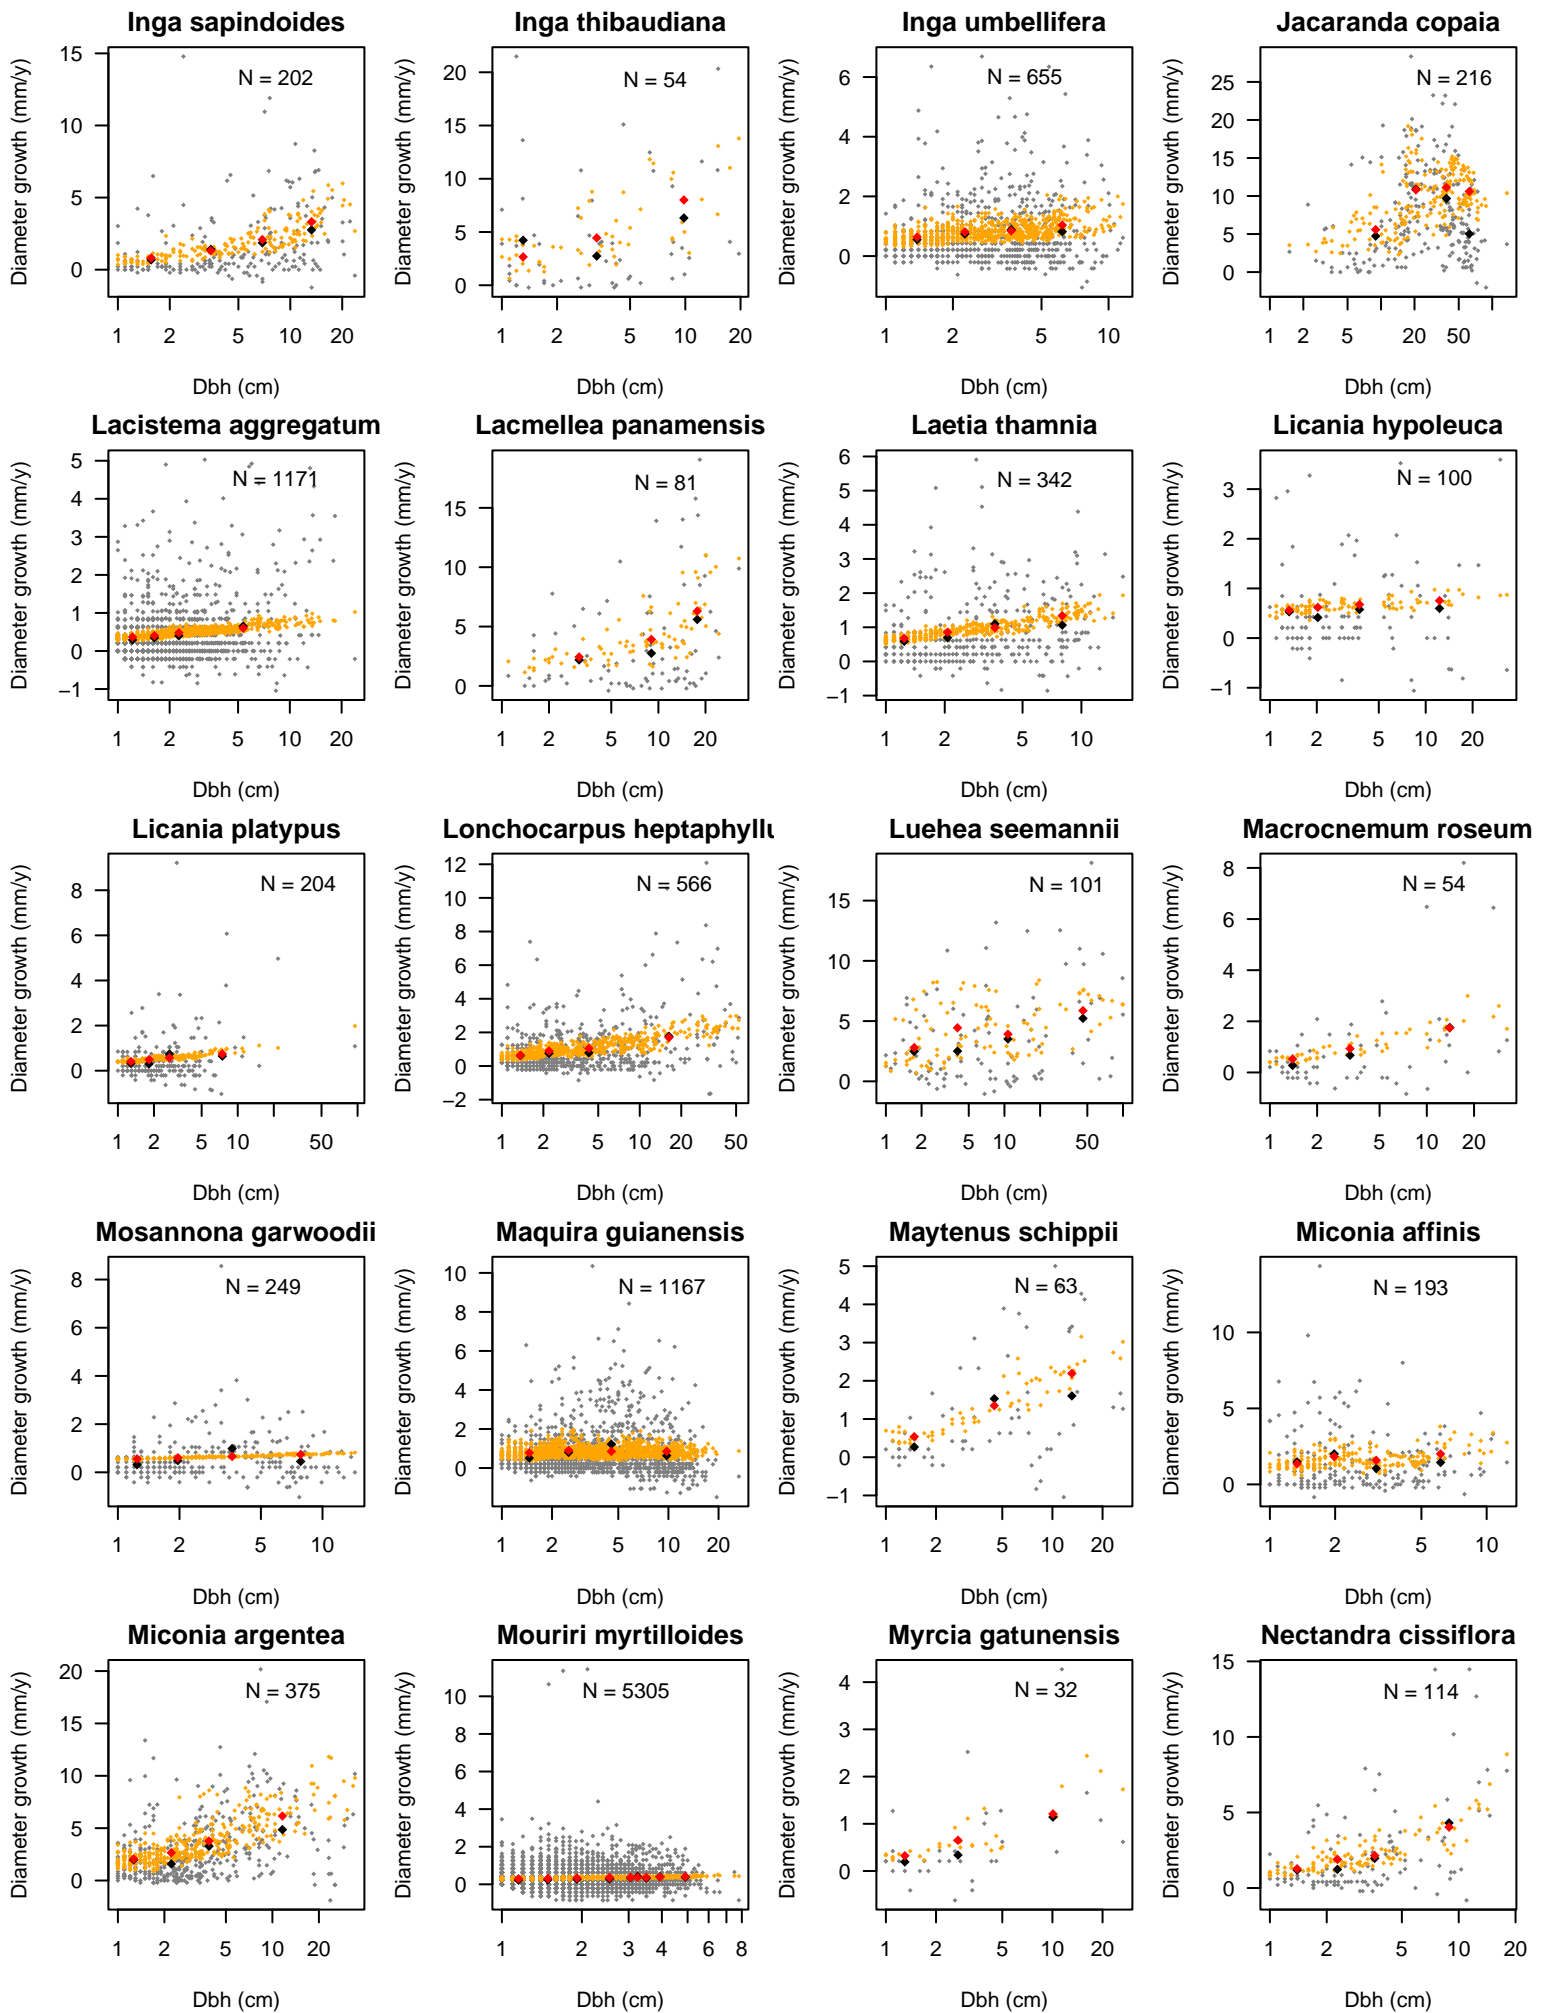 Inga sapindoides Inga thibaudiana Inga umbellifera Jacaranda copaia
N = 202 N = 54 N = 655 N = 216
Diameter growth (mm/y) Diameter growth (mm/y) Diameter growth (mm/y) Diameter growth (mm/y)
15 10 5 0
20 15 10 5 0
6 4 2 0
25 20 15 10 5 0
1 2 5 10 20 1 2 5 10 20 1 2 5 10 1 2 5 20 50
Dbh (cm) Dbh (cm) Dbh (cm) Dbh (cm)
Lacistema aggregatum Lacmellea panamensis Laetia thamnia Licania hypoleuca
N = 1171 N = 81 N = 342 N = 100
Diameter growth (mm/y) Diameter growth (mm/y) Diameter growth (mm/y) Diameter growth (mm/y)
5 4 3 2 1 0 −1
15 10 5 0
6 5 4 3 2 1 0 −1
3 2 1 0 −1
1 2 5 10 20 1 2 5 10 20 1 2 5 10 1 2 5 10 20
Dbh (cm) Dbh (cm) Dbh (cm) Dbh (cm)
Licania platypus Lonchocarpus heptaphyllu Luehea seemannii Macrocnemum roseum
N = 204 N = 566 N = 101 N = 54
Diameter growth (mm/y) Diameter growth (mm/y) Diameter growth (mm/y) Diameter growth (mm/y)
8 6 4 2 0
12 10 8 6 4 2 0 −2
15 10 5 0
8 6 4 2 0
1 2 5 10 50 1 2 5 10 20 50 1 2 5 10 50 1 2 5 10 20
Dbh (cm) Dbh (cm) Dbh (cm) Dbh (cm)
Mosannona garwoodii Maquira guianensis Maytenus schippii Miconia affinis
N = 249 N = 1167 N = 63 N = 193
Diameter growth (mm/y) Diameter growth (mm/y) Diameter growth (mm/y) Diameter growth (mm/y)
8 6 4 2 0
10 8 6 4 2 0
5 4 3 2 1 0 −1
10 5 0
1 2 5 10 1 2 5 10 20 1 2 5 10 20 1 2 5 10
Dbh (cm) Dbh (cm) Dbh (cm) Dbh (cm)
Miconia argentea Mouriri myrtilloides Myrcia gatunensis Nectandra cissiflora
N = 375 N = 5305 N = 32 N = 114
Diameter growth (mm/y) Diameter growth (mm/y) Diameter growth (mm/y) Diameter growth (mm/y)
20 15 10 5 0
10 8 6 4 2 0
4 3 2 1 0
15 10 5 0
1 2 5 10 20 1 2 3 4 6 8 1 2 5 10 20 1 2 5 10 20
Dbh (cm) Dbh (cm) Dbh (cm) Dbh (cm)